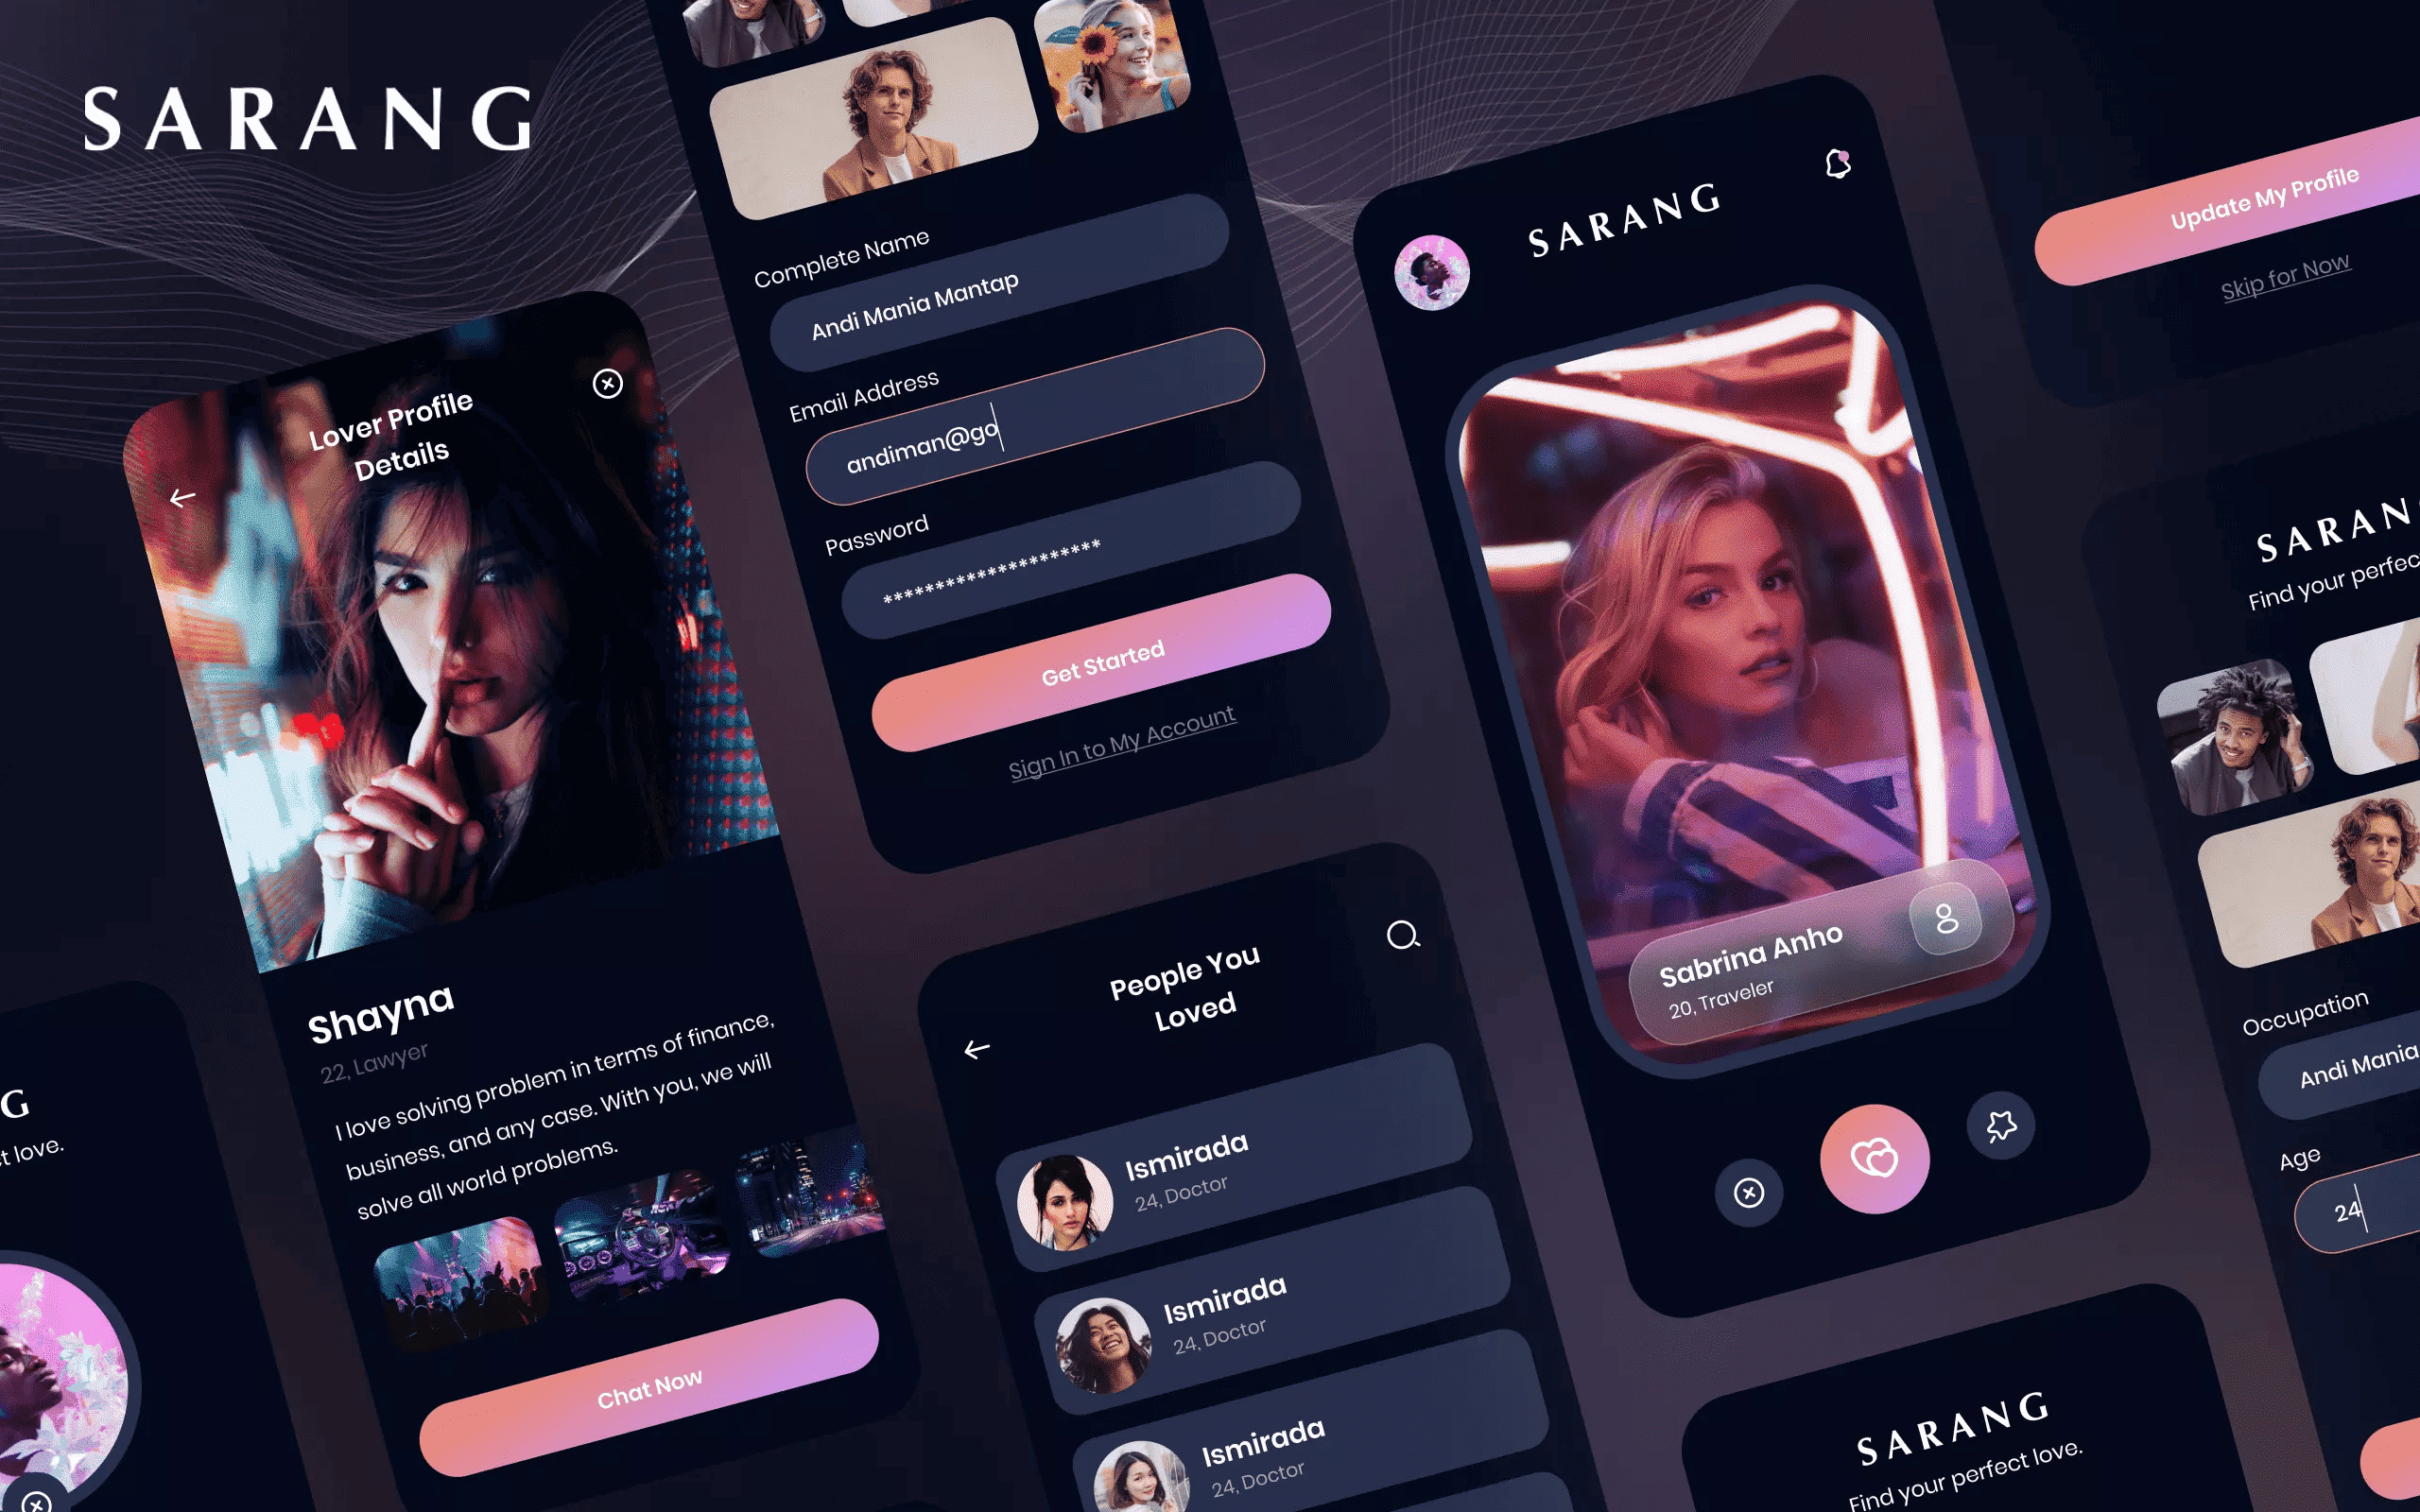 SARANG
Lover Profile
Details
Shayna
22, Lawyer
I love solving problem in terms of finance,
business, and any case. With you, we will
solve all world problems.
Chat Now
Complete Name
Andi Mania Mantap
Email Address
andiman@go
Password
*********************
Get Started
Sign In to My Account
People You
Loved
Ismirada
24, Doctor
Ismirada
24, Doctor
Ismirada
24, Doctor
SARANG
Sabrina Anho
20, Traveler
Update My Profile
Skip for Now
SARAN
Find your perfec
Occupation
Andi Mania
Age
24
SARANG
Find your perfect love.
G
t love.